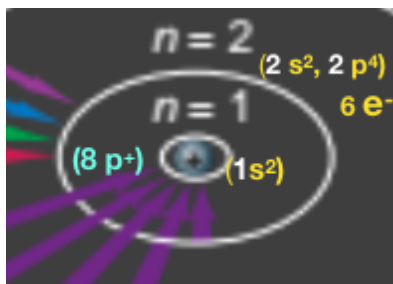 n = 2
(2 s², 2 p⁴)
6 e⁻
n = 1
(8 p⁺)
+
(1s²)